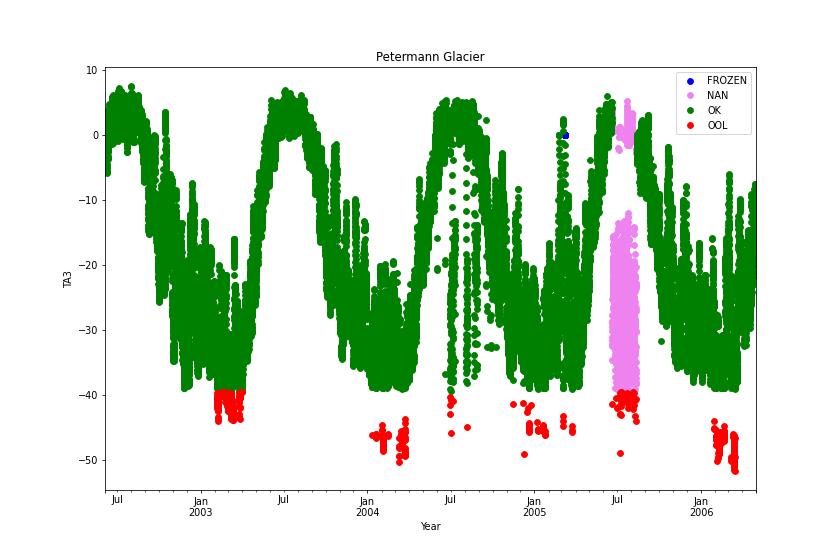 Petermann Glacier
10
0
−10
−20
−30
−40
−50
TA3
FROZEN
NAN
OK
OOL
Jul
Jan
2003
Jul
Jan
2004
Jul
Jan
2005
Jul
Jan
2006
Year